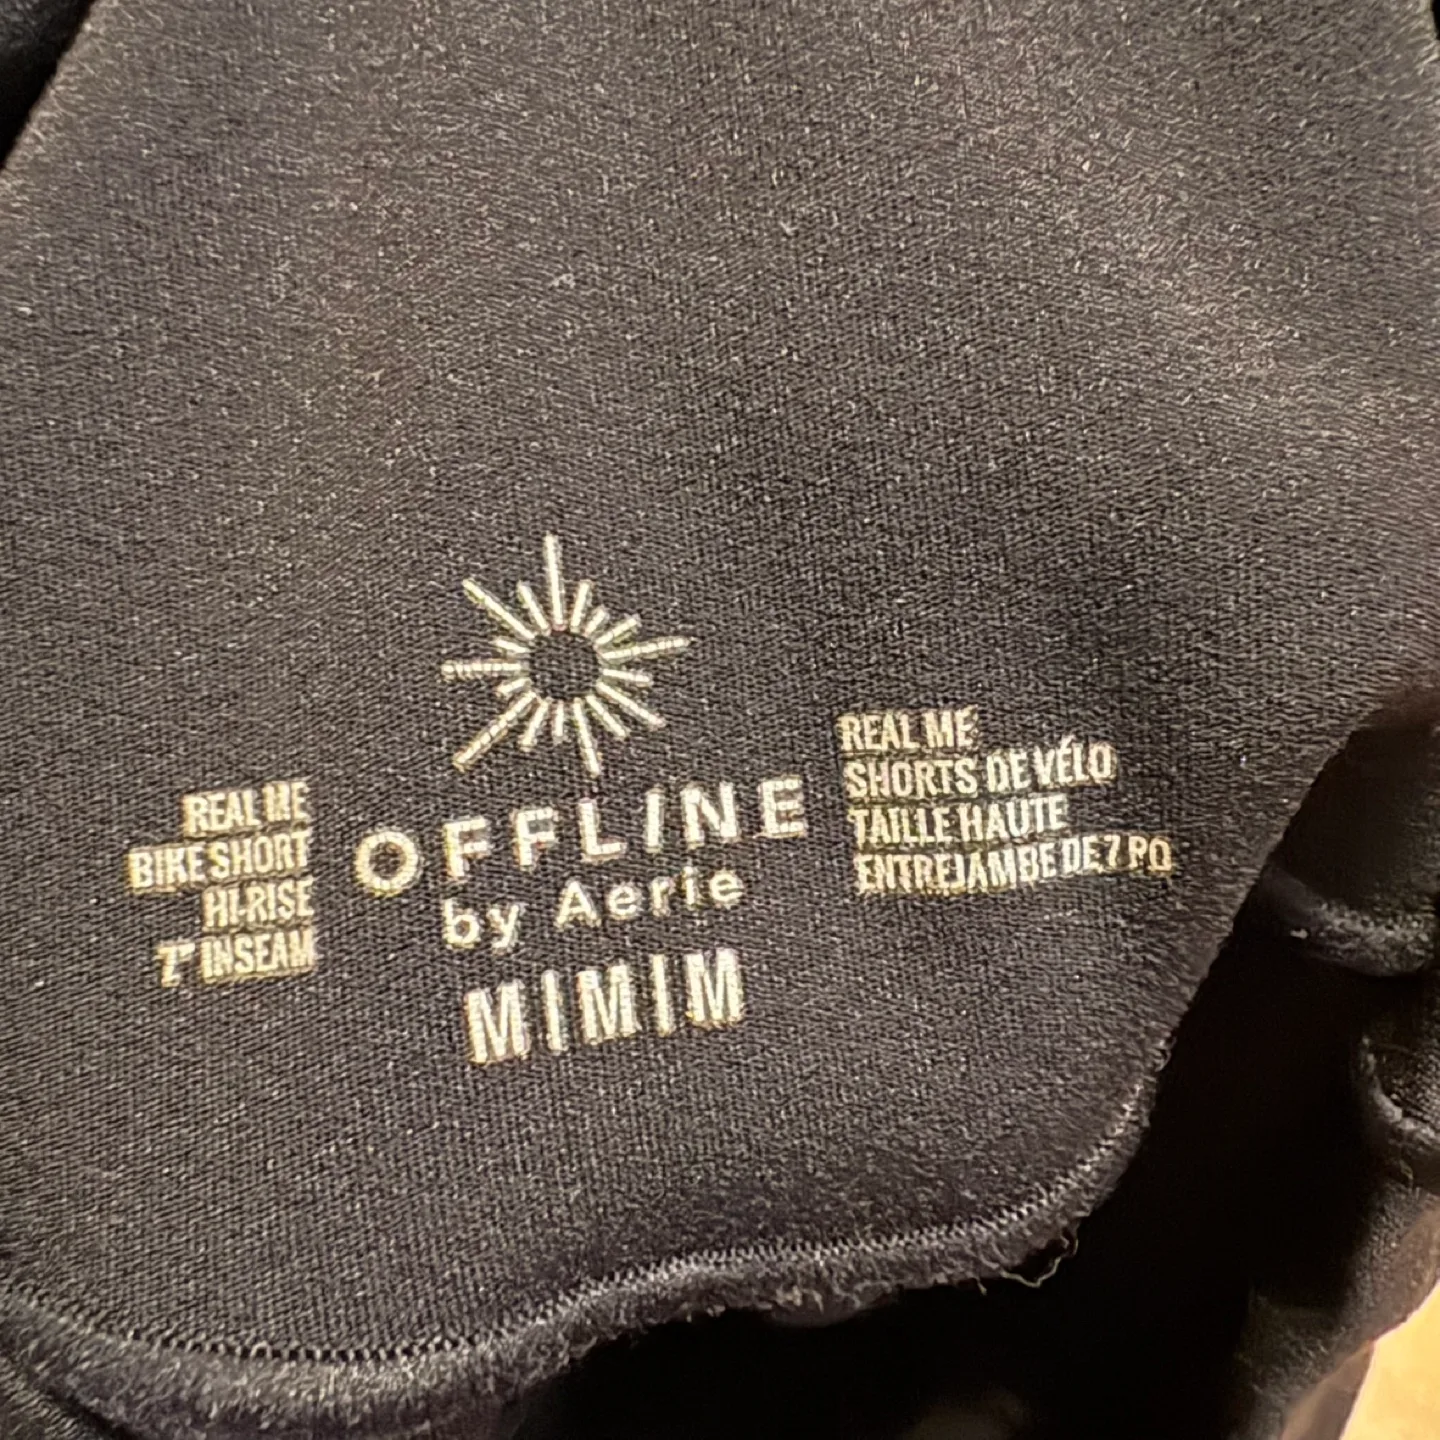 REAL ME
BIKE SHORT
HI-RISE
7" INSEAM
OFFLINE
by Aerie
M|M|M
REAL ME
SHORTS DE VÉLO
TAILLE HAUTE
ENTREJAMBE DE 7 PO